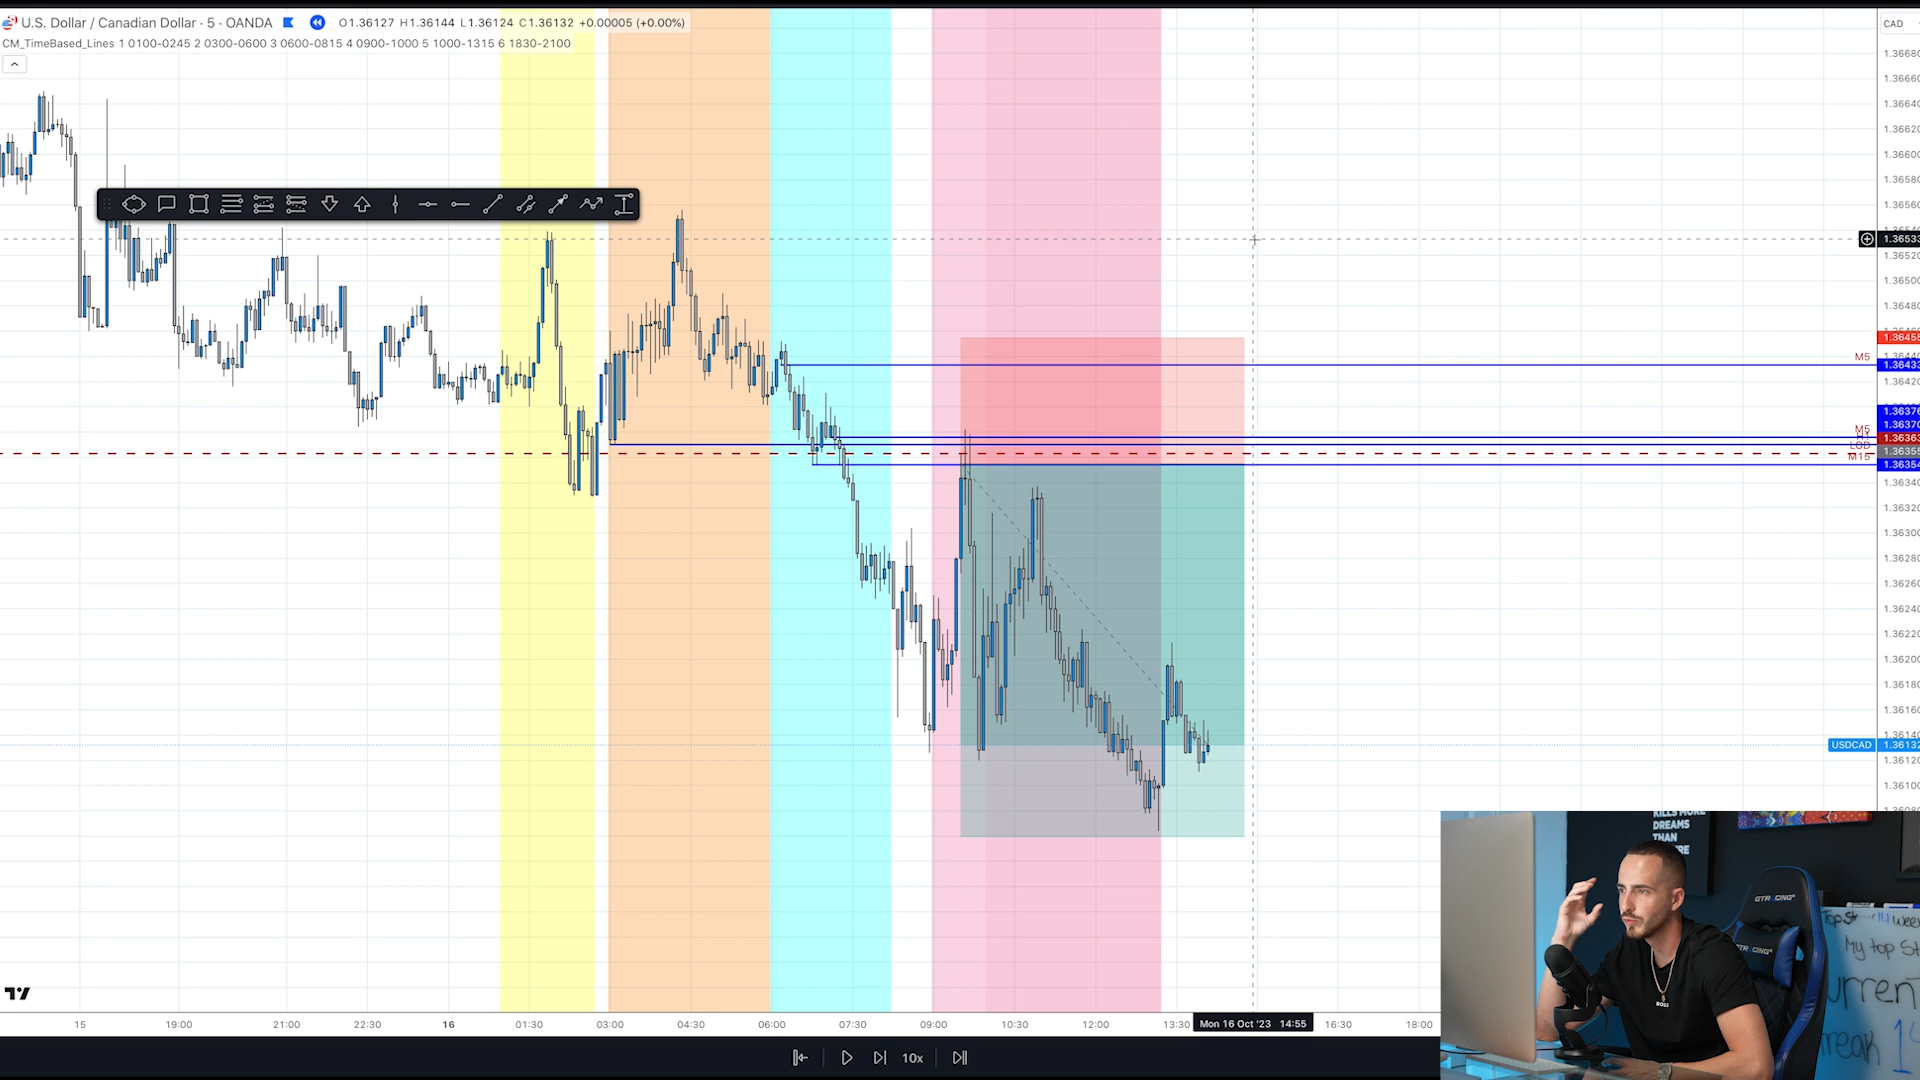 U.S. Dollar / Canadian Dollar · 5 · OANDA O1.36127 H1.36144 L1.36124 C1.36132 +0.00005 (+0.00%)
CAD
CM_TimeBased_Lines 1 0100-0245 2 0300-0600 3 0600-0815 4 0900-1000 5 1000-1315 6 1830-2100
1.36680
1.36660
1.36640
1.36620
1.36600
1.36580
1.36560
1.36533
1.36520
1.36500
1.36480
M5
1.36433
1.36420
1.36376
1.36370
M5
1.36363
M15
1.36354
1.36340
1.36320
1.36300
1.36280
1.36260
1.36240
1.36220
1.36200
1.36180
1.36160
1.36140
USDCAD 1.36132
1.36120
1.36100
KILLS MORE
DREAMS
THAN
GTRACING
BOSS
My top St
15 19:00 21:00 22:30 16 01:30 03:00 04:30 06:00 07:30 09:00 10:30 12:00 13:30 Mon 16 Oct '23 14:55 16:30 18:00
10x